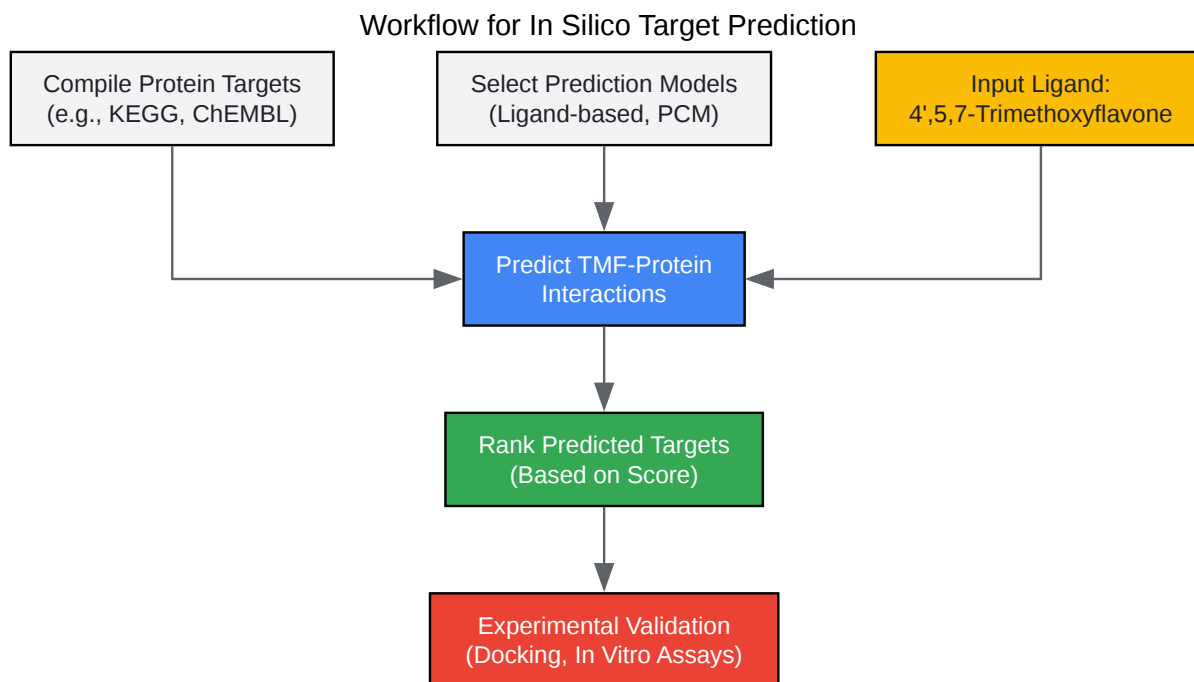 Workflow for In Silico Target Prediction
Compile Protein Targets
(e.g., KEGG, ChEMBL)
Select Prediction Models
(Ligand-based, PCM)
Input Ligand:
4',5,7-Trimethoxyflavone
Predict TMF-Protein
Interactions
Rank Predicted Targets
(Based on Score)
Experimental Validation
(Docking, In Vitro Assays)